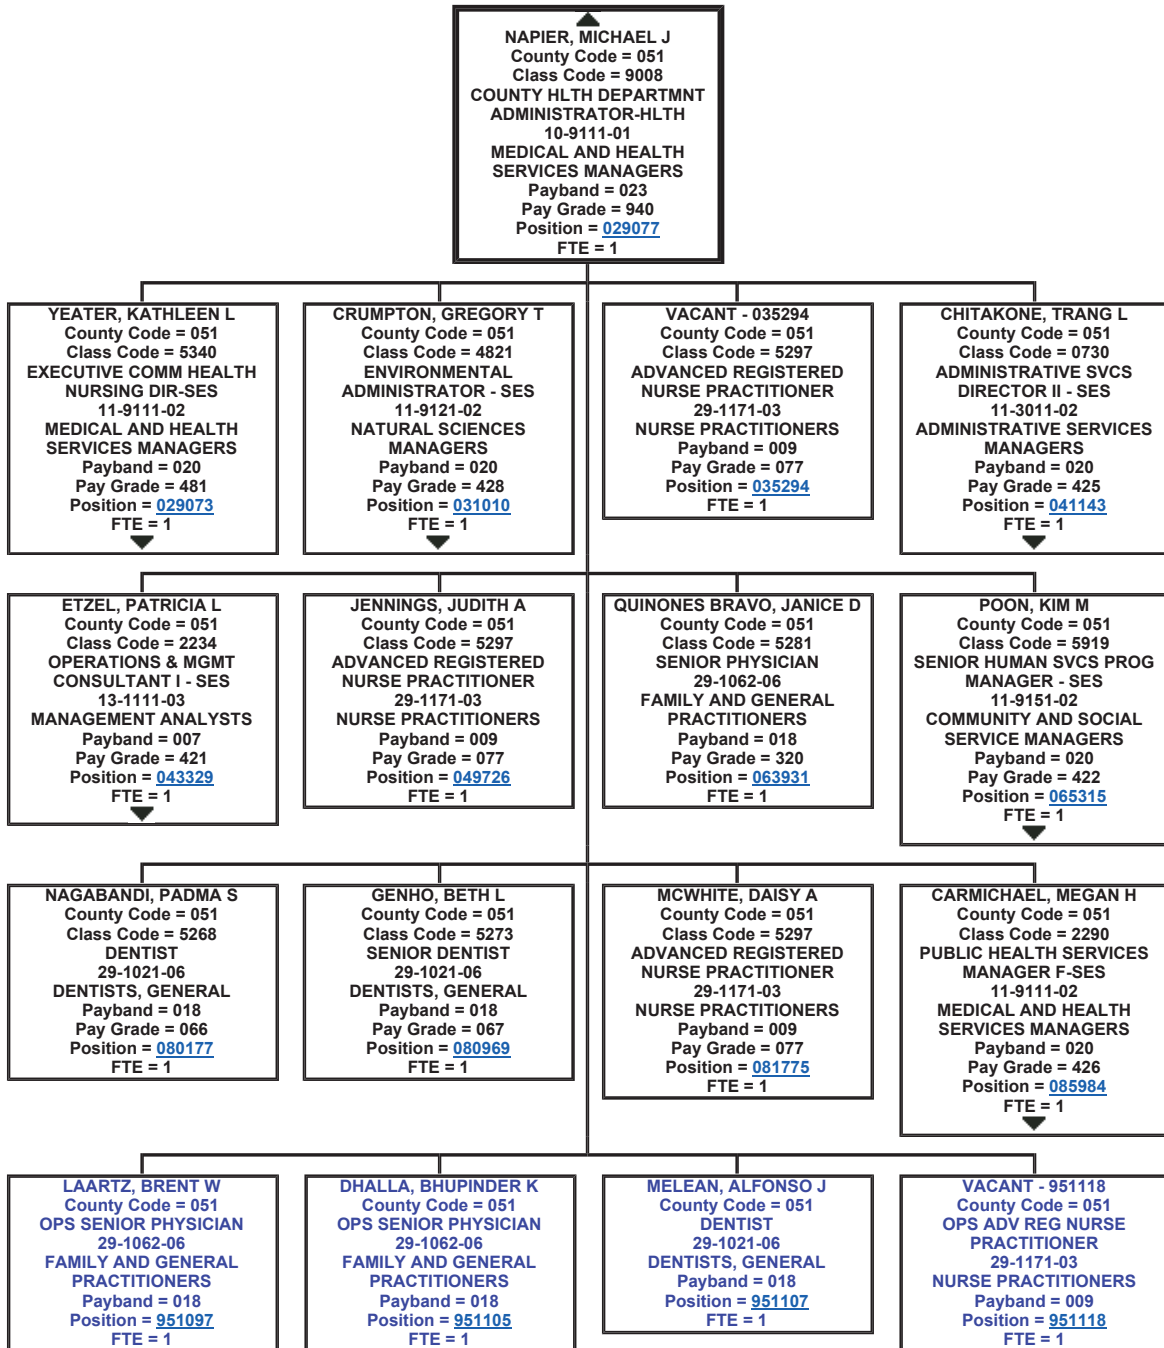 NAPIER, MICHAEL J
County Code = 051
Class Code = 9008
COUNTY HLTH DEPARTMNT
ADMINISTRATOR-HLTH
10-9111-01
MEDICAL AND HEALTH
SERVICES MANAGERS
Payband = 023
Pay Grade = 940
Position = 029077
FTE = 1
YEATER, KATHLEEN L
County Code = 051
Class Code = 5340
EXECUTIVE COMM HEALTH
NURSING DIR-SES
11-9111-02
MEDICAL AND HEALTH
SERVICES MANAGERS
Payband = 020
Pay Grade = 481
Position = 029073
FTE = 1
CRUMPTON, GREGORY T
County Code = 051
Class Code = 4821
ENVIRONMENTAL
ADMINISTRATOR - SES
11-9121-02
NATURAL SCIENCES
MANAGERS
Payband = 020
Pay Grade = 428
Position = 031010
FTE = 1
VACANT - 035294
County Code = 051
Class Code = 5297
ADVANCED REGISTERED
NURSE PRACTITIONER
29-1171-03
NURSE PRACTITIONERS
Payband = 009
Pay Grade = 077
Position = 035294
FTE = 1
CHITAKONE, TRANG L
County Code = 051
Class Code = 0730
ADMINISTRATIVE SVCS
DIRECTOR II - SES
11-3011-02
ADMINISTRATIVE SERVICES
MANAGERS
Payband = 020
Pay Grade = 425
Position = 041143
FTE = 1
ETZEL, PATRICIA L
County Code = 051
Class Code = 2234
OPERATIONS & MGMT
CONSULTANT I - SES
13-1111-03
MANAGEMENT ANALYSTS
Payband = 007
Pay Grade = 421
Position = 043329
FTE = 1
JENNINGS, JUDITH A
County Code = 051
Class Code = 5297
ADVANCED REGISTERED
NURSE PRACTITIONER
29-1171-03
NURSE PRACTITIONERS
Payband = 009
Pay Grade = 077
Position = 049726
FTE = 1
QUINONES BRAVO, JANICE D
County Code = 051
Class Code = 5281
SENIOR PHYSICIAN
29-1062-06
FAMILY AND GENERAL
PRACTITIONERS
Payband = 018
Pay Grade = 320
Position = 063931
FTE = 1
POON, KIM M
County Code = 051
Class Code = 5919
SENIOR HUMAN SVCS PROG
MANAGER - SES
11-9151-02
COMMUNITY AND SOCIAL
SERVICE MANAGERS
Payband = 020
Pay Grade = 422
Position = 065315
FTE = 1
NAGABANDI, PADMA S
County Code = 051
Class Code = 5268
DENTIST
29-1021-06
DENTISTS, GENERAL
Payband = 018
Pay Grade = 066
Position = 080177
FTE = 1
GENHO, BETH L
County Code = 051
Class Code = 5273
SENIOR DENTIST
29-1021-06
DENTISTS, GENERAL
Payband = 018
Pay Grade = 067
Position = 080969
FTE = 1
MCWHITE, DAISY A
County Code = 051
Class Code = 5297
ADVANCED REGISTERED
NURSE PRACTITIONER
29-1171-03
NURSE PRACTITIONERS
Payband = 009
Pay Grade = 077
Position = 081775
FTE = 1
CARMICHAEL, MEGAN H
County Code = 051
Class Code = 2290
PUBLIC HEALTH SERVICES
MANAGER F-SES
11-9111-02
MEDICAL AND HEALTH
SERVICES MANAGERS
Payband = 020
Pay Grade = 426
Position = 085984
FTE = 1
LAARTZ, BRENT W
County Code = 051
OPS SENIOR PHYSICIAN
29-1062-06
FAMILY AND GENERAL
PRACTITIONERS
Payband = 018
Position = 951097
FTE = 1
DHALLA, BHUPINDER K
County Code = 051
OPS SENIOR PHYSICIAN
29-1062-06
FAMILY AND GENERAL
PRACTITIONERS
Payband = 018
Position = 951105
FTE = 1
MELEAN, ALFONSO J
County Code = 051
DENTIST
29-1021-06
DENTISTS, GENERAL
Payband = 018
Position = 951107
FTE = 1
VACANT - 951118
County Code = 051
OPS ADV REG NURSE
PRACTITIONER
29-1171-03
NURSE PRACTITIONERS
Payband = 009
Position = 951118
FTE = 1